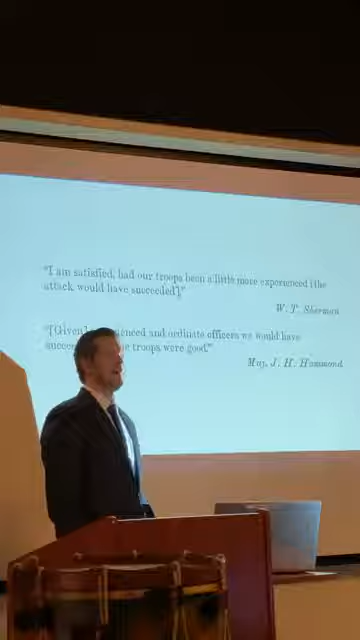 "I am satisfied, had our troops been a little more experienced [the
attack would have succeeded]."
W. T. Sherman
"[Given] and ordinate officers we would have
troops were good."
Maj. J. H. Hammond